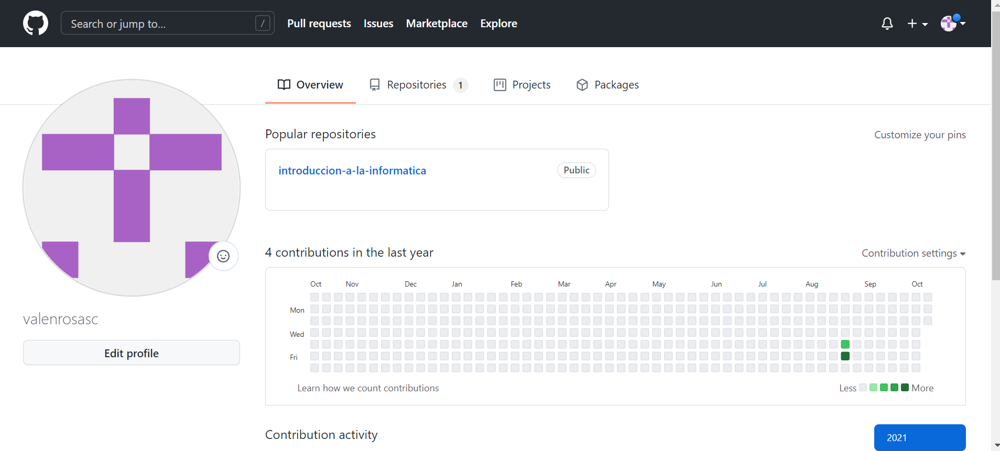 Search or jump to... /
Pull requests Issues Marketplace Explore
Overview Repositories 1 Projects Packages
Popular repositories
Customize your pins
introduccion-a-la-informatica Public
4 contributions in the last year
Contribution settings
Oct Nov Dec Jan Feb Mar Apr May Jun Jul Aug Sep Oct
Mon
Wed
Fri
Learn how we count contributions
Less More
valenrosasc
Edit profile
Contribution activity
2021